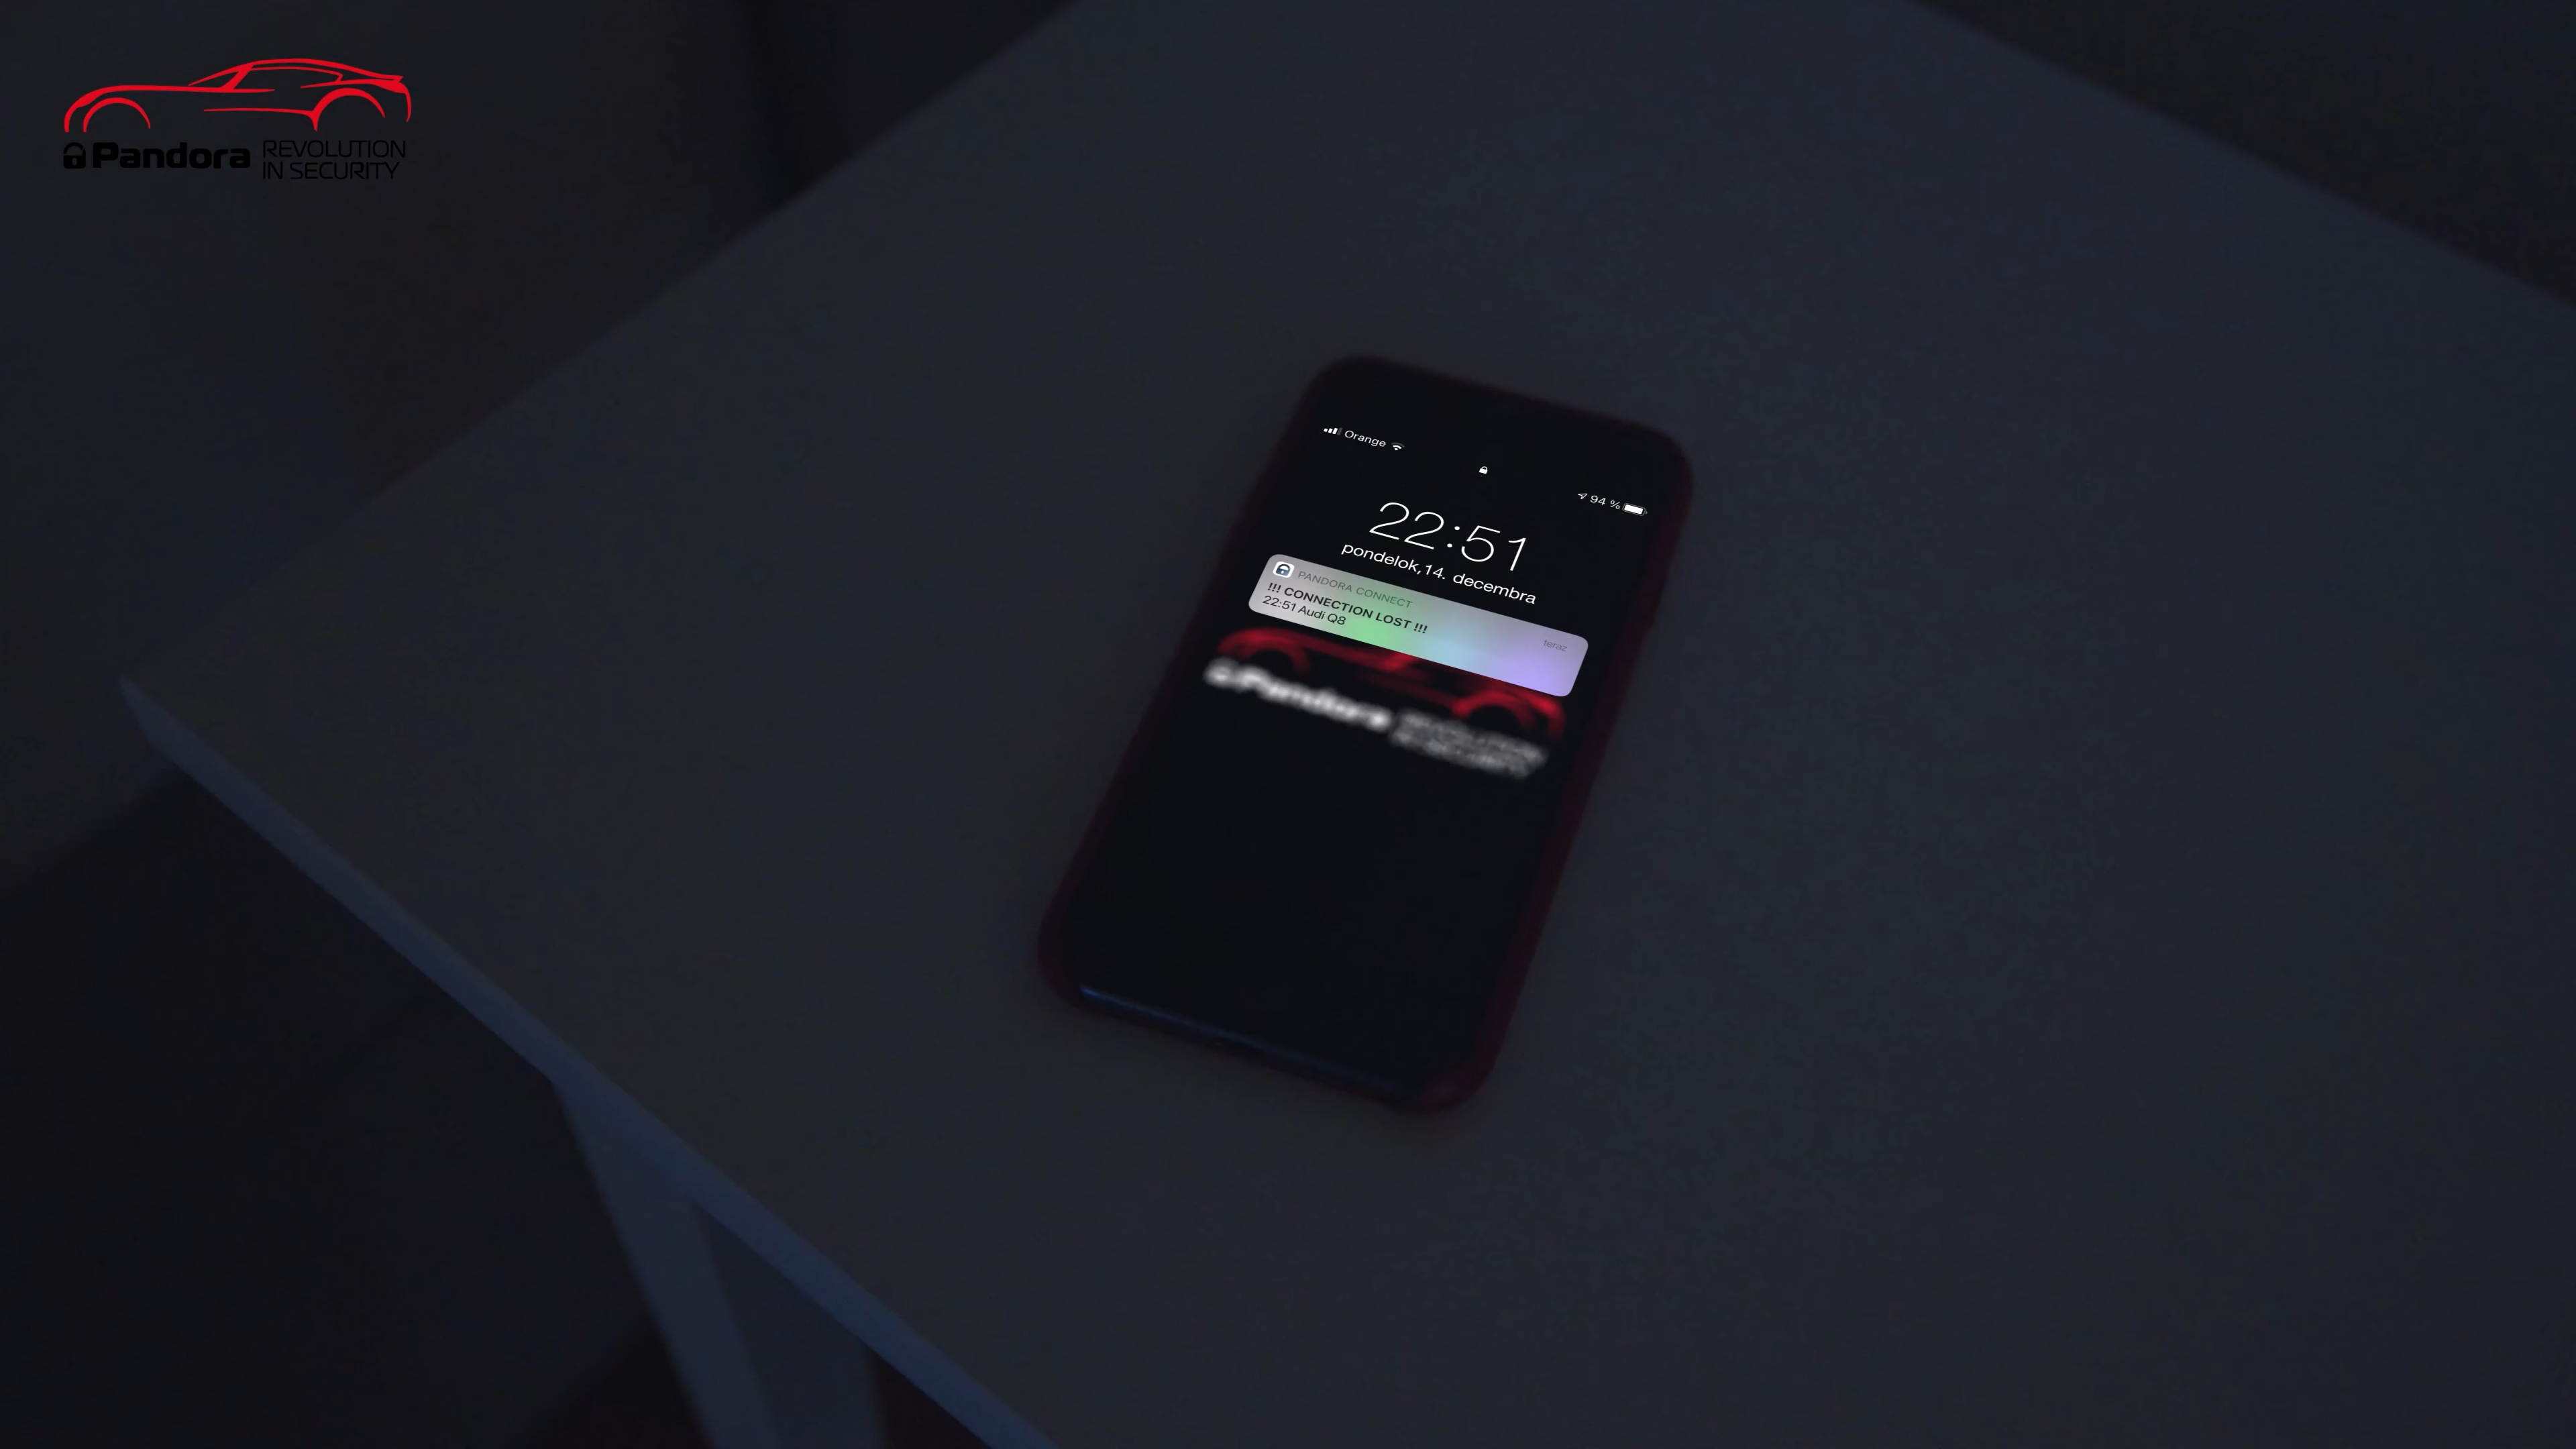 Pandora
REVOLUTION
IN SECURITY
Orange
94 %
22:51
pondelok, 14. decembra
PANDORA CONNECT
!!! CONNECTION LOST !!!
22:51 Audi Q8
teraz
Pandora